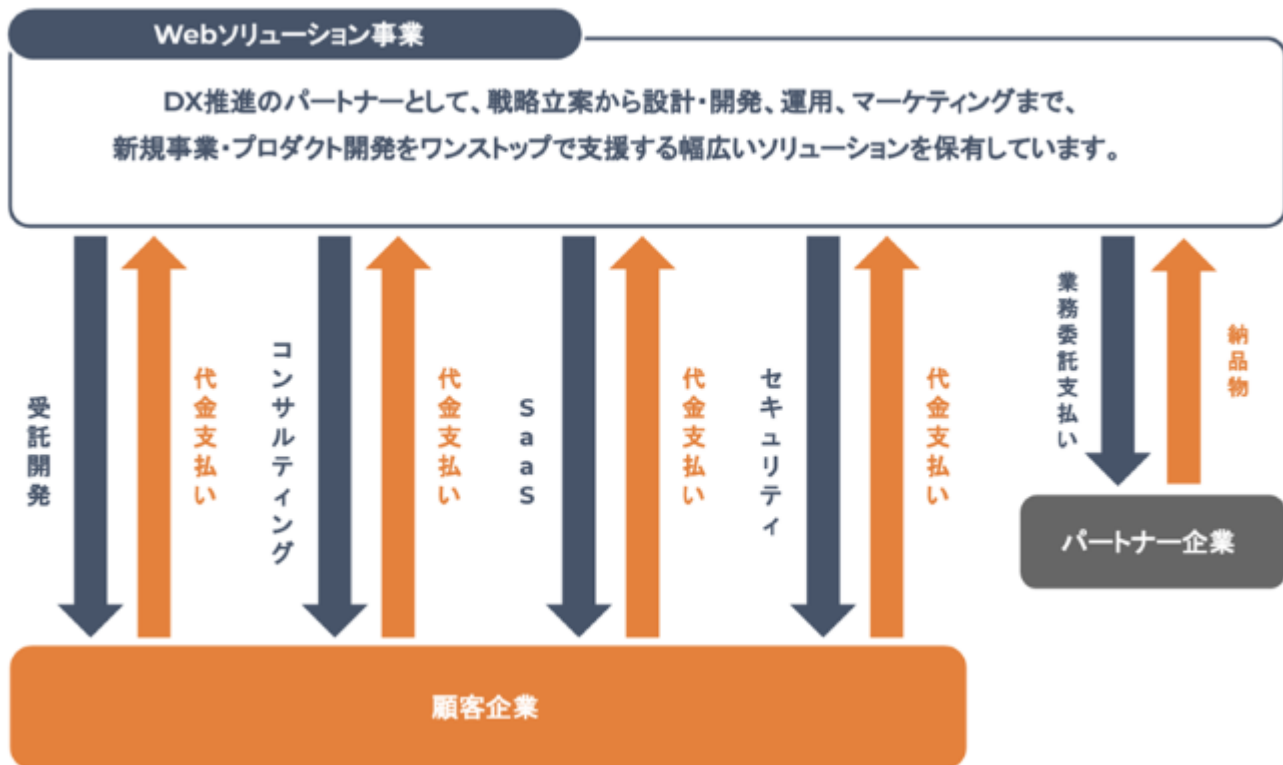 Webソリューション事業
DX推進のパートナーとして、戦略立案から設計・開発、運用、マーケティングまで、
新規事業・プロダクト開発をワンストップで支援する幅広いソリューションを保有しています。
受託開発
代金支払い
コンサルティング
代金支払い
SaaS
代金支払い
セキュリティ
代金支払い
業務委託支払い
納品物
パートナー企業
顧客企業